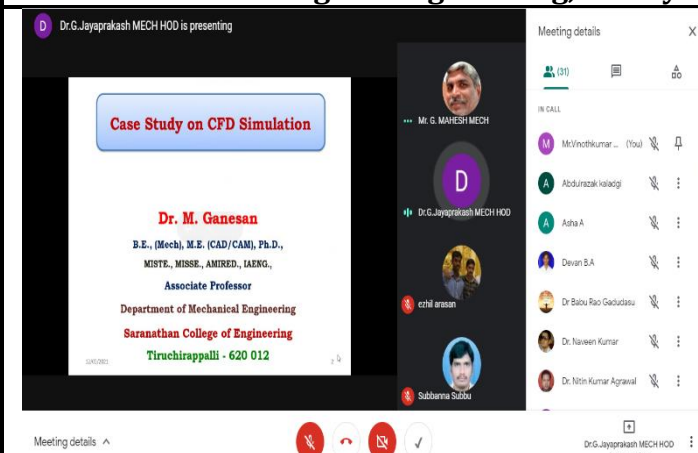 D Dr.G.Jayaprakash MECH HOD is presenting
Case Study on CFD Simulation
Dr. M. Ganesan
B.E., (Mech), M.E. (CAD/CAM), Ph.D.,
MISTE., MISSE., AMIRED., IAENG.,
Associate Professor
Department of Mechanical Engineering
Saranathan College of Engineering
Tiruchirappalli - 620 012
2
Mr. G. MAHESH MECH
D
Dr.G.Jayaprakash MECH HOD
ezhil arasan
Subbanna Subbu
Meeting details X
(31)
IN CALL
M Mr.Vinothkumar ... (You)
A Abdulrazak kaladgi
A Asha A
Devan B.A
Dr Babu Rao Gadudasu
Dr. Naveen Kumar
Dr. Nitin Kumar Agrawal
Meeting details
Dr.G.Jayaprakash MECH HOD